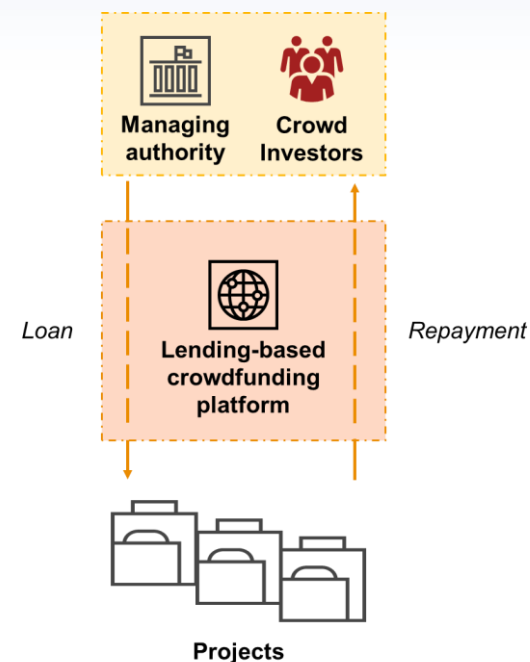 Managing
authority
Crowd
Investors
Loan
Lending-based
crowdfunding
platform
Repayment
Projects